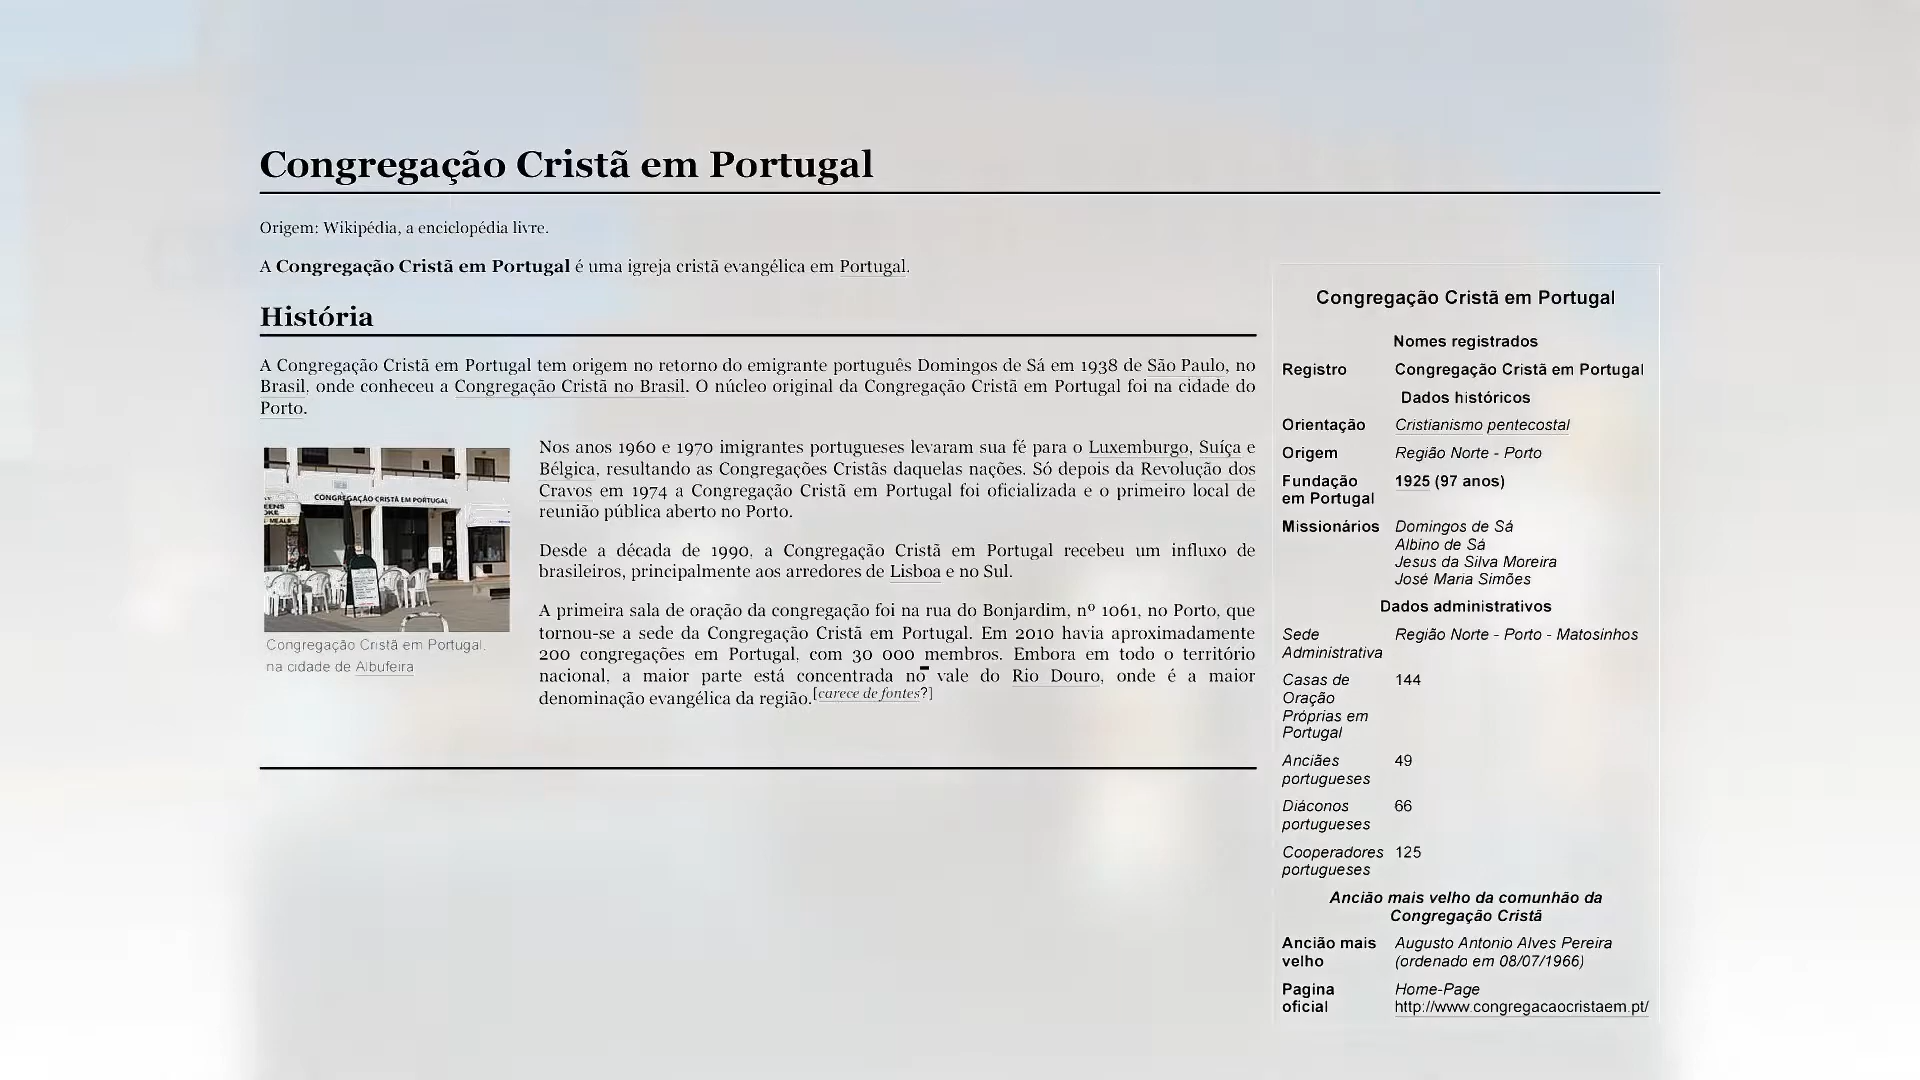 Congregação Cristã em Portugal
Origem: Wikipédia, a enciclopédia livre.
A Congregação Cristã em Portugal é uma igreja cristã evangélica em Portugal.
História
A Congregação Cristã em Portugal tem origem no retorno do emigrante português Domingos de Sá em 1938 de São Paulo, no
Brasil, onde conheceu a Congregação Cristã no Brasil. O núcleo original da Congregação Cristã em Portugal foi na cidade do
Porto.
CONGREGAÇÃO CRISTÃ EM PORTUGAL
MEALS
Congregação Cristã em Portugal,
na cidade de Albufeira
Nos anos 1960 e 1970 imigrantes portugueses levaram sua fé para o Luxemburgo, Suíça e
Bélgica, resultando as Congregações Cristãs daquelas nações. Só depois da Revolução dos
Cravos em 1974 a Congregação Cristã em Portugal foi oficializada e o primeiro local de
reunião pública aberto no Porto.
Desde a década de 1990, a Congregação Cristã em Portugal recebeu um influxo de
brasileiros, principalmente aos arredores de Lisboa e no Sul.
A primeira sala de oração da congregação foi na rua do Bonjardim, nº 1061, no Porto, que
tornou-se a sede da Congregação Cristã em Portugal. Em 2010 havia aproximadamente
200 congregações em Portugal, com 30 000 membros. Embora em todo o território
nacional, a maior parte está concentrada no vale do Rio Douro, onde é a maior
denominação evangélica da região.[carece de fontes?]
Congregação Cristã em Portugal
Nomes registrados
Registro Congregação Cristã em Portugal
Dados históricos
Orientação Cristianismo pentecostal
Origem Região Norte - Porto
Fundação 1925 (97 anos)
em Portugal
Missionários Domingos de Sá
Albino de Sá
Jesus da Silva Moreira
José Maria Simões
Dados administrativos
Sede Região Norte - Porto - Matosinhos
Administrativa
Casas de 144
Oração
Próprias em
Portugal
Anciães 49
portugueses
Diáconos 66
portugueses
Cooperadores 125
portugueses
Ancião mais velho da comunhão da
Congregação Cristã
Ancião mais Augusto Antonio Alves Pereira
velho (ordenado em 08/07/1966)
Pagina Home-Page
oficial http://www.congregacaocristaem.pt/